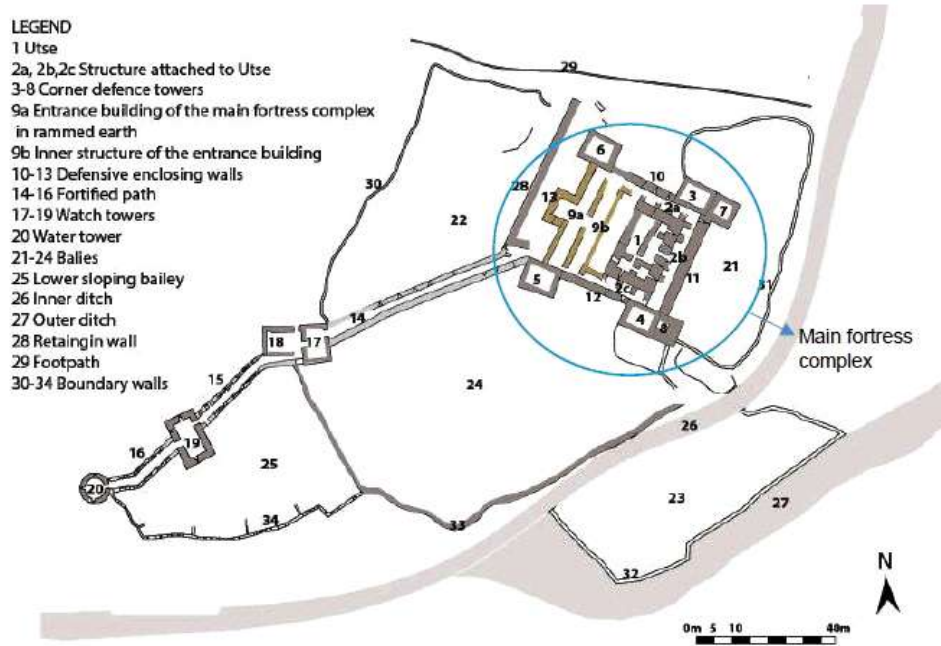 LEGEND
1 Utse
2a, 2b,2c Structure attached to Utse
3-8 Corner defence towers
9a Entrance building of the main fortress complex
in rammed earth
9b Inner structure of the entrance building
10-13 Defensive enclosing walls
14-16 Fortified path
17-19 Watch towers
20 Water tower
21-24 Balies
25 Lower sloping bailey
26 Inner ditch
27 Outer ditch
28 Retaingin wall
29 Footpath
30-34 Boundary walls
29
6
10
30
28
13
3
2a
7
22
9a
9b
1
2b
21
11
5
12
2c
31
4
8
14
18
17
Main fortress
complex
15
24
26
19
16
25
23
27
20
34
33
32
N
0m 5 10 40m